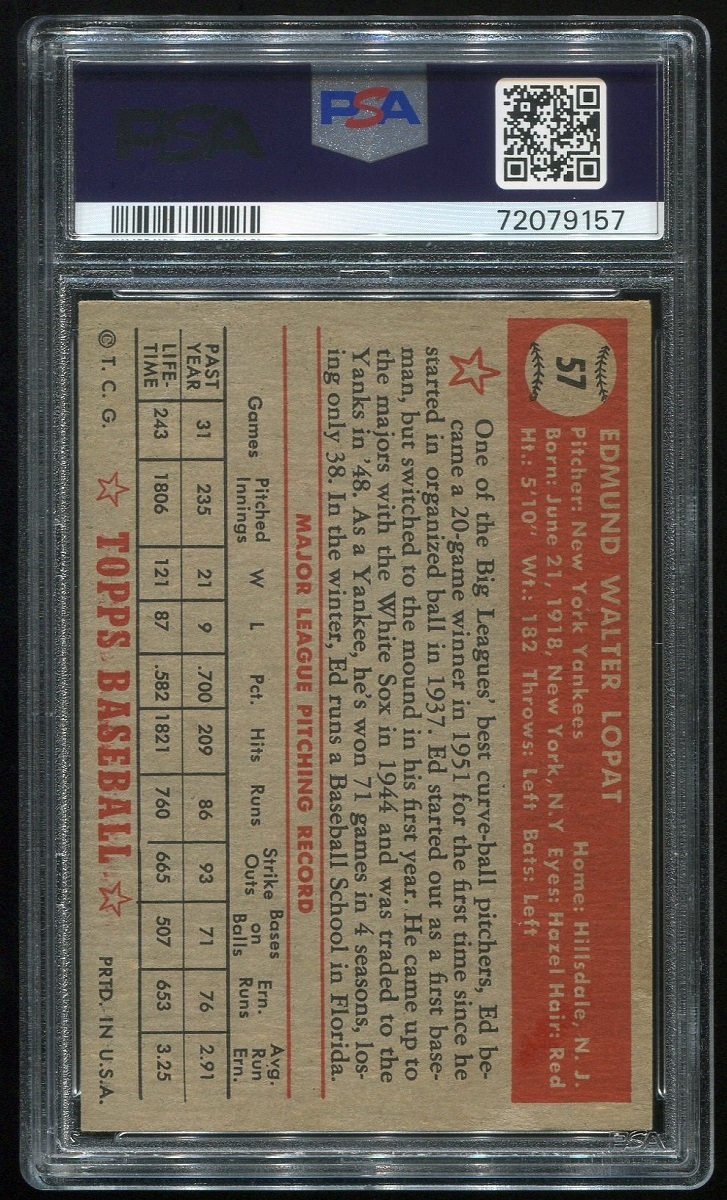 PSA
PSA
72079157
57
EDMUND WALTER LOPAT
Pitcher: New York Yankees Home: Hillsdale, N. J.
Born: June 21, 1918, New York, N.Y Eyes: Hazel Hair: Red
Ht.: 5'10" Wt.: 182 Throws: Left Bats: Left
One of the Big Leagues' best curve-ball pitchers, Ed be-
came a 20-game winner in 1951 for the first time since he
started in organized ball in 1937. Ed started out as a first base-
man, but switched to the mound in his first year. He came up to
the majors with the White Sox in 1944 and was traded to the
Yanks in '48. As a Yankee, he's won 71 games in 4 seasons, los-
ing only 38. In the winter, Ed runs a Baseball School in Florida.
MAJOR LEAGUE PITCHING RECORD
Games Pitched Innings W L Pct. Hits Runs Strike Outs Bases on Balls Ern. Runs Avg. Run Ern.
PAST YEAR 31 235 21 9 .700 209 86 93 71 76 2.91
LIFE-TIME 243 1806 121 87 .582 1821 760 665 507 653 3.25
© T. C. G. TOPPS BASEBALL PRTD. IN U.S.A.
PSA